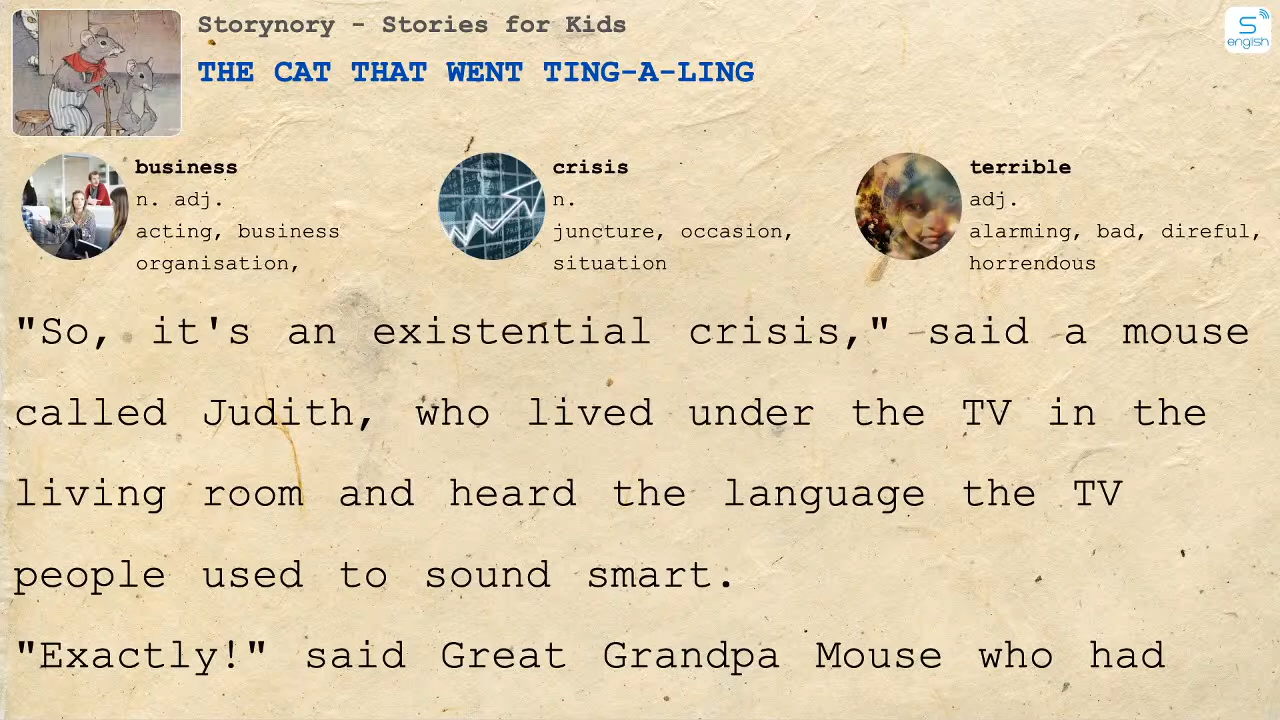 Storynory - Stories for Kids
THE CAT THAT WENT TING-A-LING
S
english
business
n. adj.
acting, business
organisation,
crisis
n.
juncture, occasion,
situation
terrible
adj.
alarming, bad, direful,
horrendous
"So, it's an existential crisis," said a mouse
called Judith, who lived under the TV in the
living room and heard the language the TV
people used to sound smart.
"Exactly!" said Great Grandpa Mouse who had